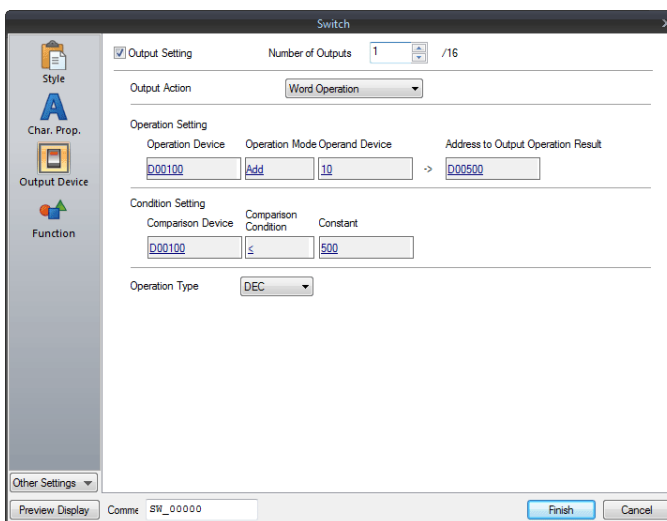 Switch
Style
Char. Prop.
Output Device
Function
Output Setting Number of Outputs 1 /16
Output Action Word Operation
Operation Setting
Operation Device Operation Mode Operand Device Address to Output Operation Result
D00100 Add 10 -> D00500
Condition Setting
Comparison Device Comparison Condition Constant
D00100 < 500
Operation Type DEC
Other Settings
Preview Display Comme SW_00000 Finish Cancel